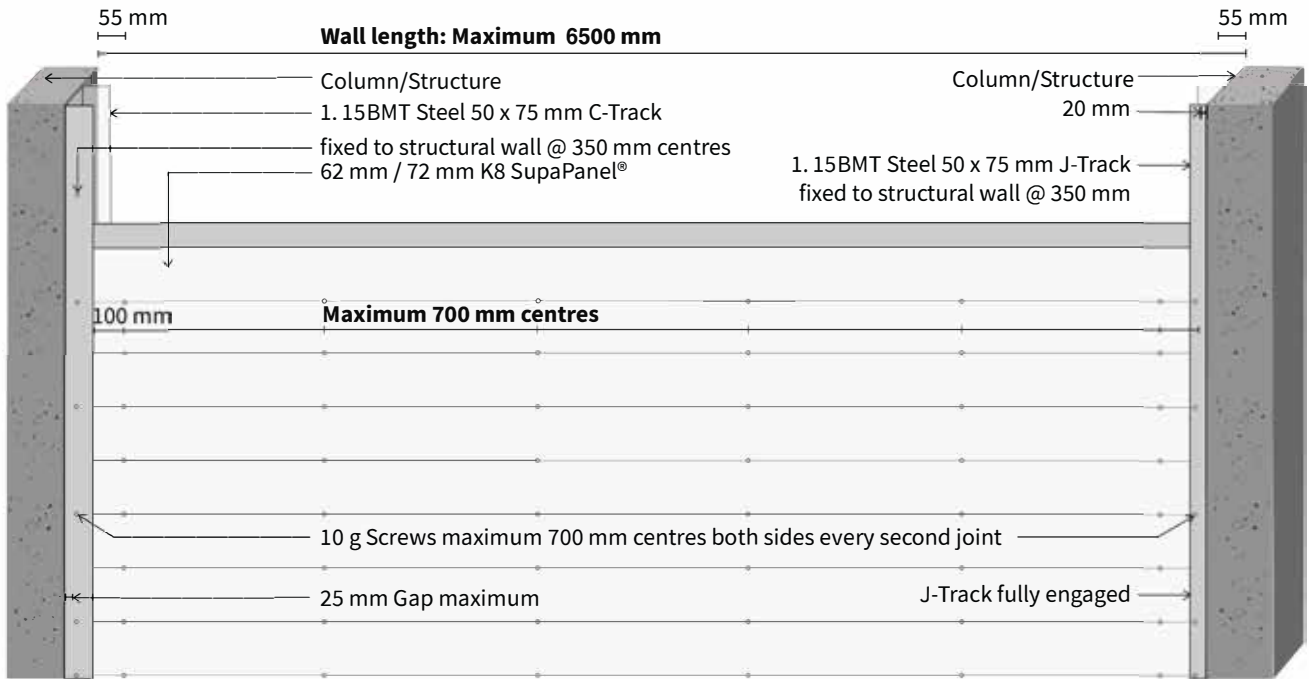 55 mm
55 mm
Wall length: Maximum 6500 mm
Column/Structure
Column/Structure
1. 15BMT Steel 50 x 75 mm C-Track
20 mm
fixed to structural wall @ 350 mm centres
62 mm / 72 mm K8 SupaPanel®
1. 15BMT Steel 50 x 75 mm J-Track
fixed to structural wall @ 350 mm
100 mm
Maximum 700 mm centres
10 g Screws maximum 700 mm centres both sides every second joint
25 mm Gap maximum
J-Track fully engaged